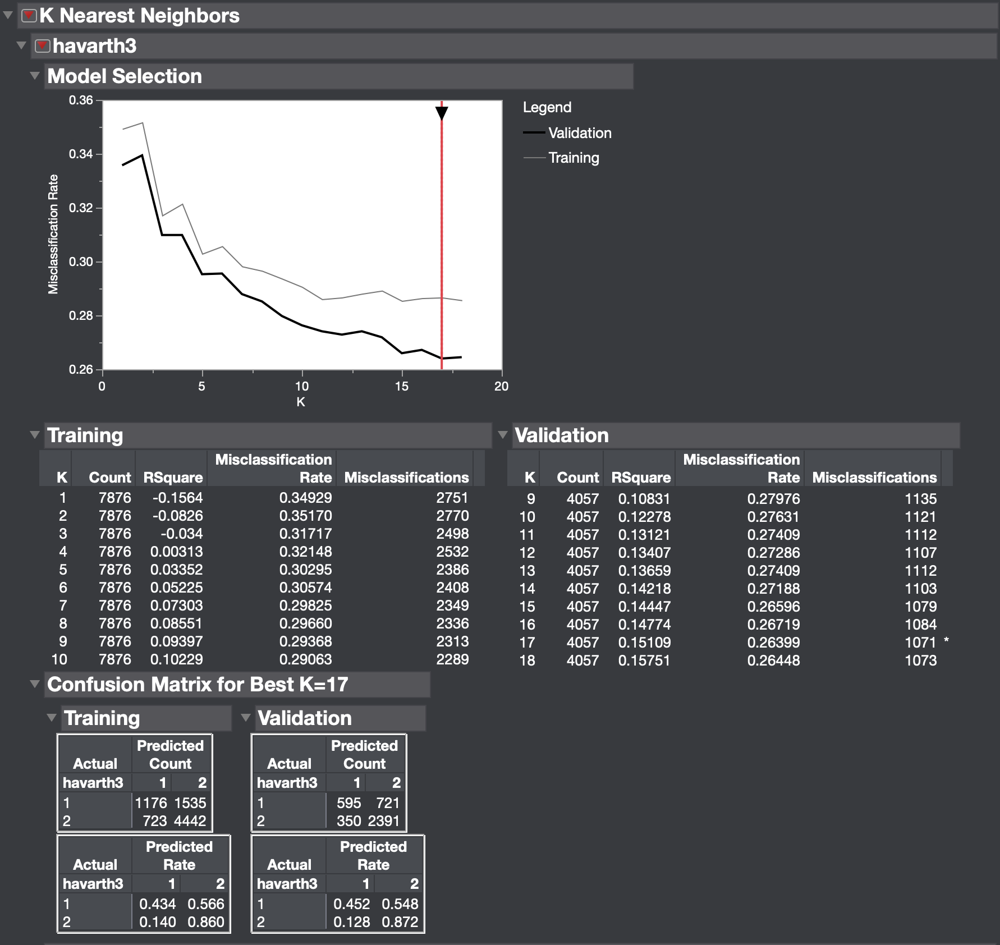 K Nearest Neighbors
havarth3
Model Selection
0.36
0.34
0.32
0.30
0.28
0.26
Misclassification Rate
0 5 10 15 20
K
Legend
Validation
Training
Training
K Count RSquare Misclassification Rate Misclassifications
1 7876 -0.1564 0.34929 2751
2 7876 -0.0826 0.35170 2770
3 7876 -0.034 0.31717 2498
4 7876 0.00313 0.32148 2532
5 7876 0.03352 0.30295 2386
6 7876 0.05225 0.30574 2408
7 7876 0.07303 0.29825 2349
8 7876 0.08551 0.29660 2336
9 7876 0.09397 0.29368 2313
10 7876 0.10229 0.29063 2289
Validation
K Count RSquare Misclassification Rate Misclassifications
9 4057 0.10831 0.27976 1135
10 4057 0.12278 0.27631 1121
11 4057 0.13121 0.27409 1112
12 4057 0.13407 0.27286 1107
13 4057 0.13659 0.27409 1112
14 4057 0.14218 0.27188 1103
15 4057 0.14447 0.26596 1079
16 4057 0.14774 0.26719 1084
17 4057 0.15109 0.26399 1071 *
18 4057 0.15751 0.26448 1073
Confusion Matrix for Best K=17
Training
Predicted
Actual Count
havarth3 1 2
1 1176 1535
2 723 4442
Predicted
Actual Rate
havarth3 1 2
1 0.434 0.566
2 0.140 0.860
Validation
Predicted
Actual Count
havarth3 1 2
1 595 721
2 350 2391
Predicted
Actual Rate
havarth3 1 2
1 0.452 0.548
2 0.128 0.872